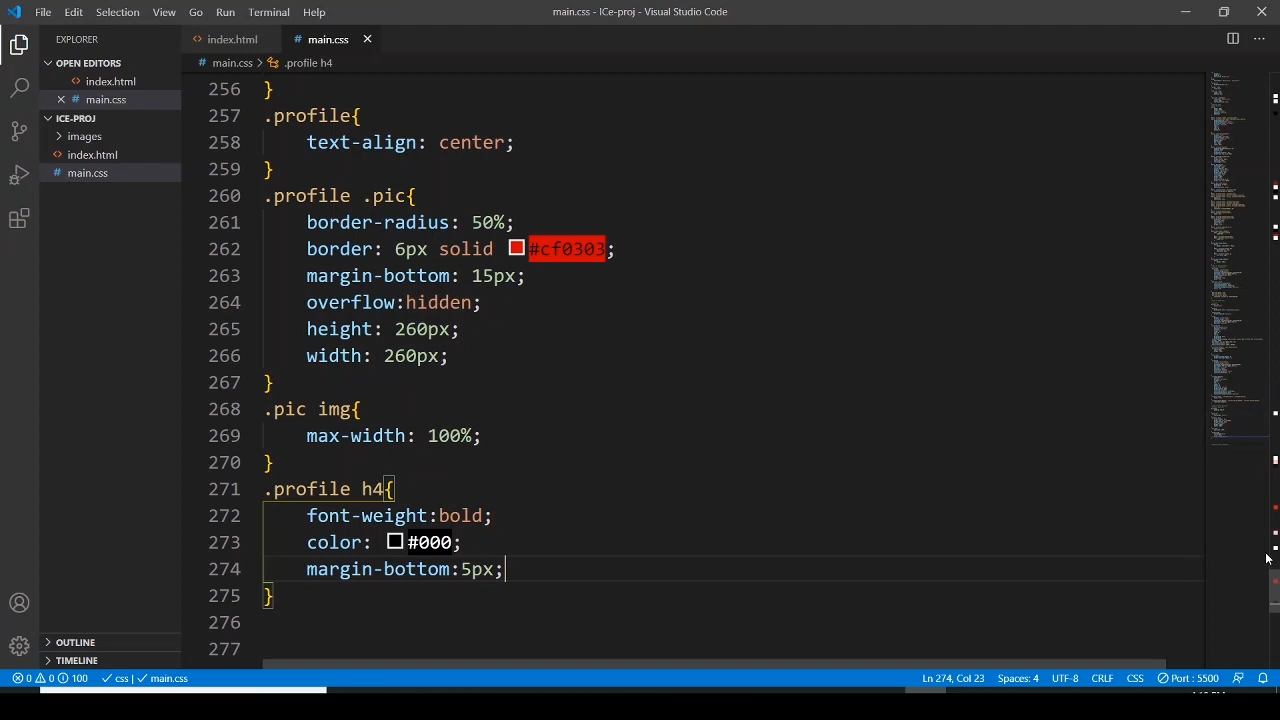 File Edit Selection View Go Run Terminal Help main.css - ICe-proj - Visual Studio Code
EXPLORER
index.html
main.css
OPEN EDITORS
main.css > .profile h4
index.html
main.css
ICE-PROJ
images
index.html
main.css
256 }
257 .profile{
258 text-align: center;
259 }
260 .profile .pic{
261 border-radius: 50%;
262 border: 6px solid #cf0303;
263 margin-bottom: 15px;
264 overflow:hidden;
265 height: 260px;
266 width: 260px;
267 }
268 .pic img{
269 max-width: 100%;
270 }
271 .profile h4{
272 font-weight:bold;
273 color: #000;
274 margin-bottom:5px;
275 }
276
277
OUTLINE
TIMELINE
0 0 100 css | main.css Ln 274, Col 23 Spaces: 4 UTF-8 CRLF CSS Port : 5500